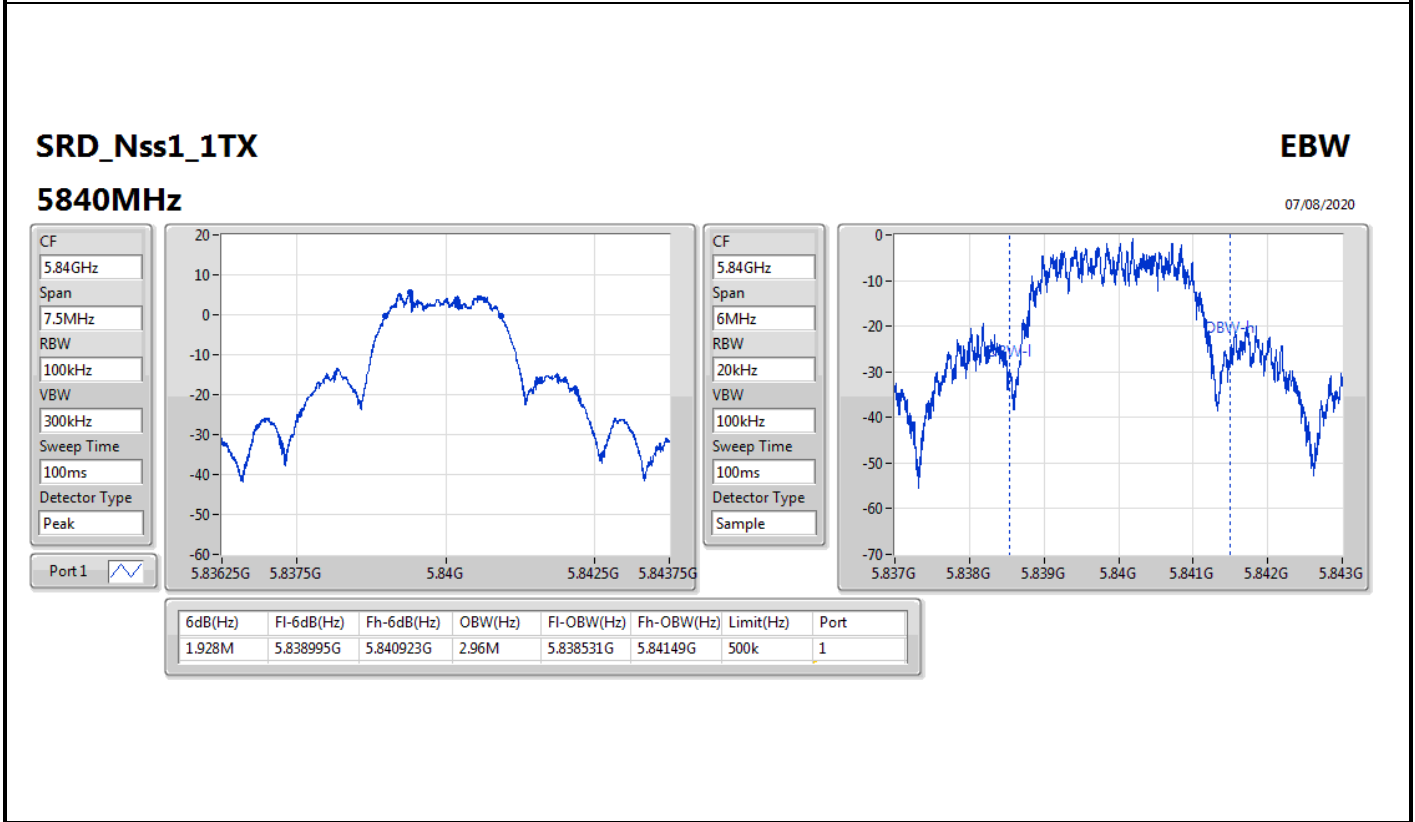 SRD_Nss1_1TX EBW
5840MHz 07/08/2020
CF
5.84GHz
Span
7.5MHz
RBW
100kHz
VBW
300kHz
Sweep Time
100ms
Detector Type
Peak
Port 1
20
10
0
-10
-20
-30
-40
-50
-60
5.83625G 5.8375G 5.84G 5.8425G 5.84375G
CF
5.84GHz
Span
6MHz
RBW
20kHz
VBW
100kHz
Sweep Time
100ms
Detector Type
Sample
0
-10
-20
-30
-40
-50
-60
-70
OBW-l
OBW-h
5.837G 5.838G 5.839G 5.84G 5.841G 5.842G 5.843G
6dB(Hz) Fl-6dB(Hz) Fh-6dB(Hz) OBW(Hz) Fl-OBW(Hz) Fh-OBW(Hz) Limit(Hz) Port
1.928M 5.838995G 5.840923G 2.96M 5.838531G 5.84149G 500k 1